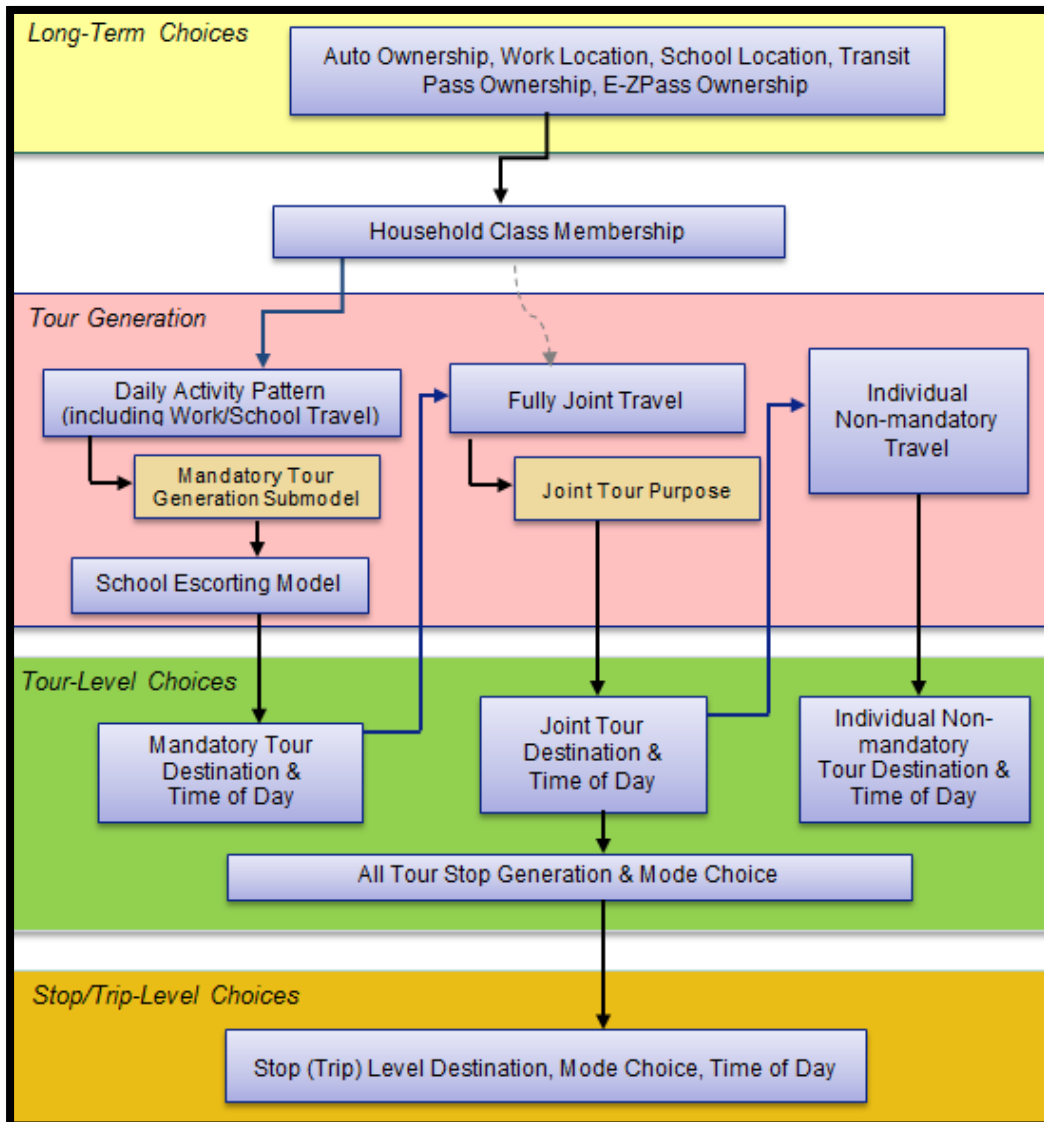 Long-Term Choices
Auto Ownership, Work Location, School Location, Transit
Pass Ownership, E-ZPass Ownership
Household Class Membership
Tour Generation
Daily Activity Pattern
(including Work/School Travel)
Mandatory Tour
Generation Submodel
School Escorting Model
Fully Joint Travel
Joint Tour Purpose
Individual
Non-mandatory
Travel
Tour-Level Choices
Mandatory Tour
Destination &
Time of Day
Joint Tour
Destination &
Time of Day
Individual Non-
mandatory
Tour Destination &
Time of Day
All Tour Stop Generation & Mode Choice
Stop/Trip-Level Choices
Stop (Trip) Level Destination, Mode Choice, Time of Day